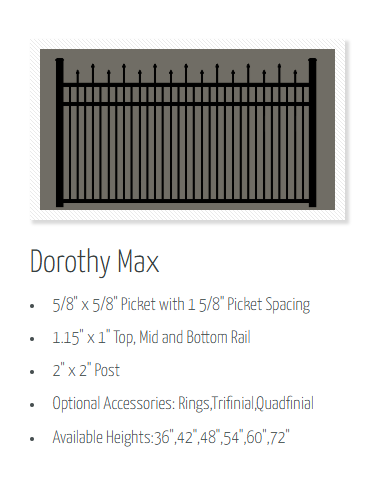 Dorothy Max
• 5/8" x 5/8" Picket with 1 5/8" Picket Spacing
• 1.15" x 1" Top, Mid and Bottom Rail
• 2" x 2" Post
• Optional Accessories: Rings,Trifinial,Quadfinial
• Available Heights:36",42",48",54",60",72"